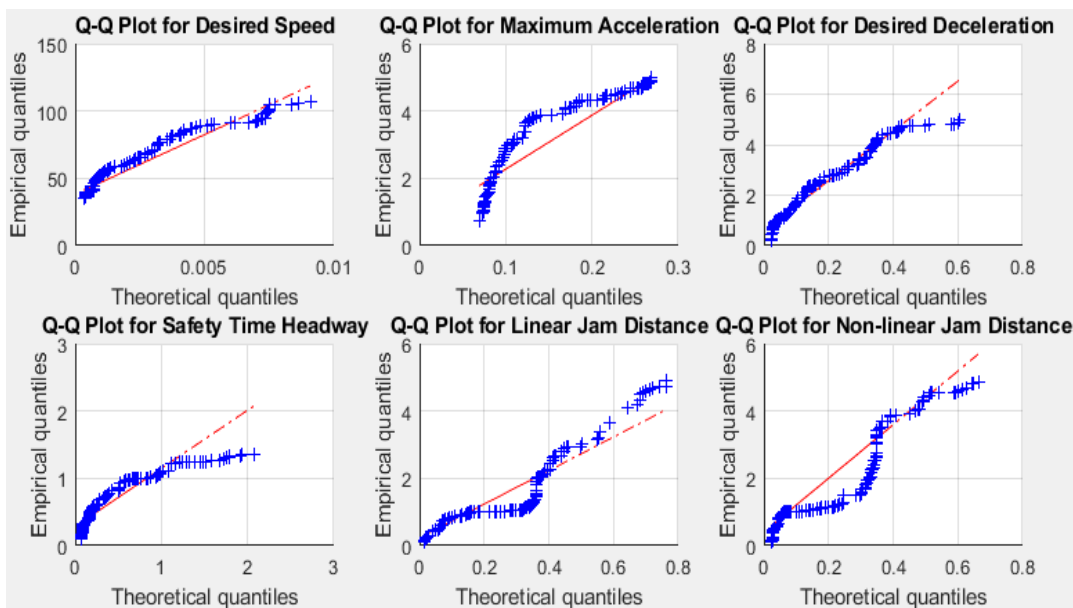 Q-Q Plot for Desired Speed
150
100
50
0
Empirical quantiles
0
0.005
0.01
Theoretical quantiles
Q-Q Plot for Maximum Acceleration
6
4
2
0
Empirical quantiles
0
0.1
0.2
0.3
Theoretical quantiles
Q-Q Plot for Desired Deceleration
8
6
4
2
0
Empirical quantiles
0
0.2
0.4
0.6
0.8
Theoretical quantiles
Q-Q Plot for Safety Time Headway
3
2
1
0
Empirical quantiles
0
1
2
3
Theoretical quantiles
Q-Q Plot for Linear Jam Distance
6
4
2
0
Empirical quantiles
0
0.2
0.4
0.6
0.8
Theoretical quantiles
Q-Q Plot for Non-linear Jam Distance
6
4
2
0
Empirical quantiles
0
0.2
0.4
0.6
0.8
Theoretical quantiles